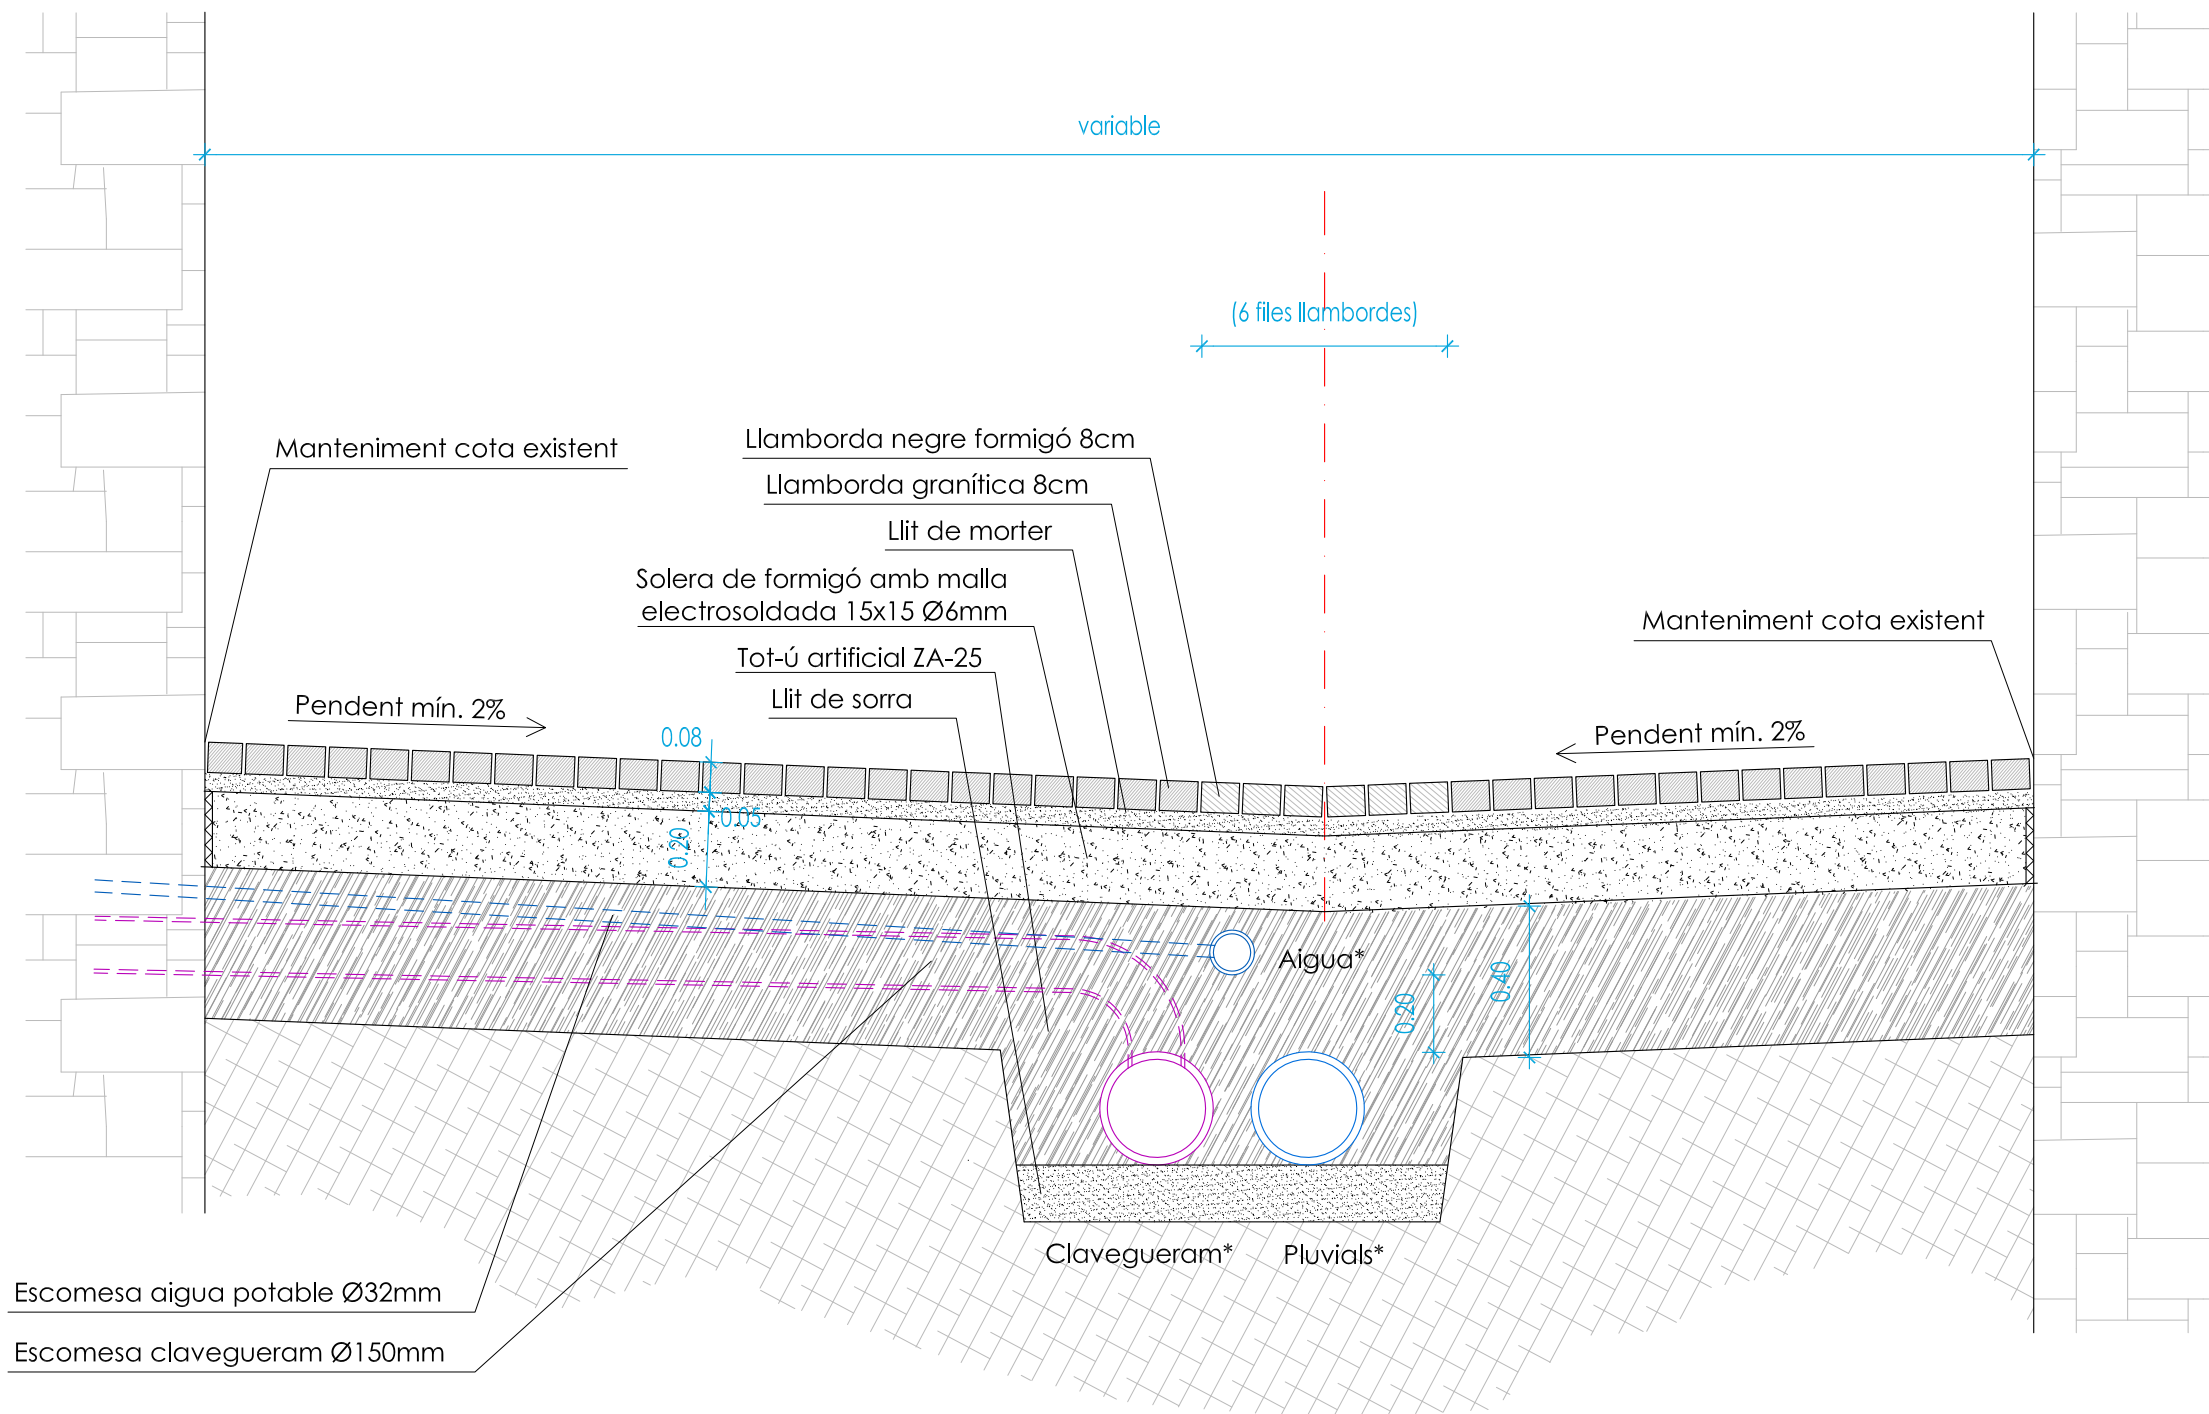 variable
(6 files llambordes)
Manteniment cota existent
Llamborda negre formigó 8cm
Llamborda granítica 8cm
Llit de morter
Solera de formigó amb malla
electrosoldada 15x15 Ø6mm
Manteniment cota existent
Tot-ú artificial ZA-25
Llit de sorra
Pendent mín. 2%
Pendent mín. 2%
0.08
0.05
0.20
Aigua*
0.20
0.40
Clavegueram*
Pluvials*
Escomesa aigua potable Ø32mm
Escomesa clavegueram Ø150mm